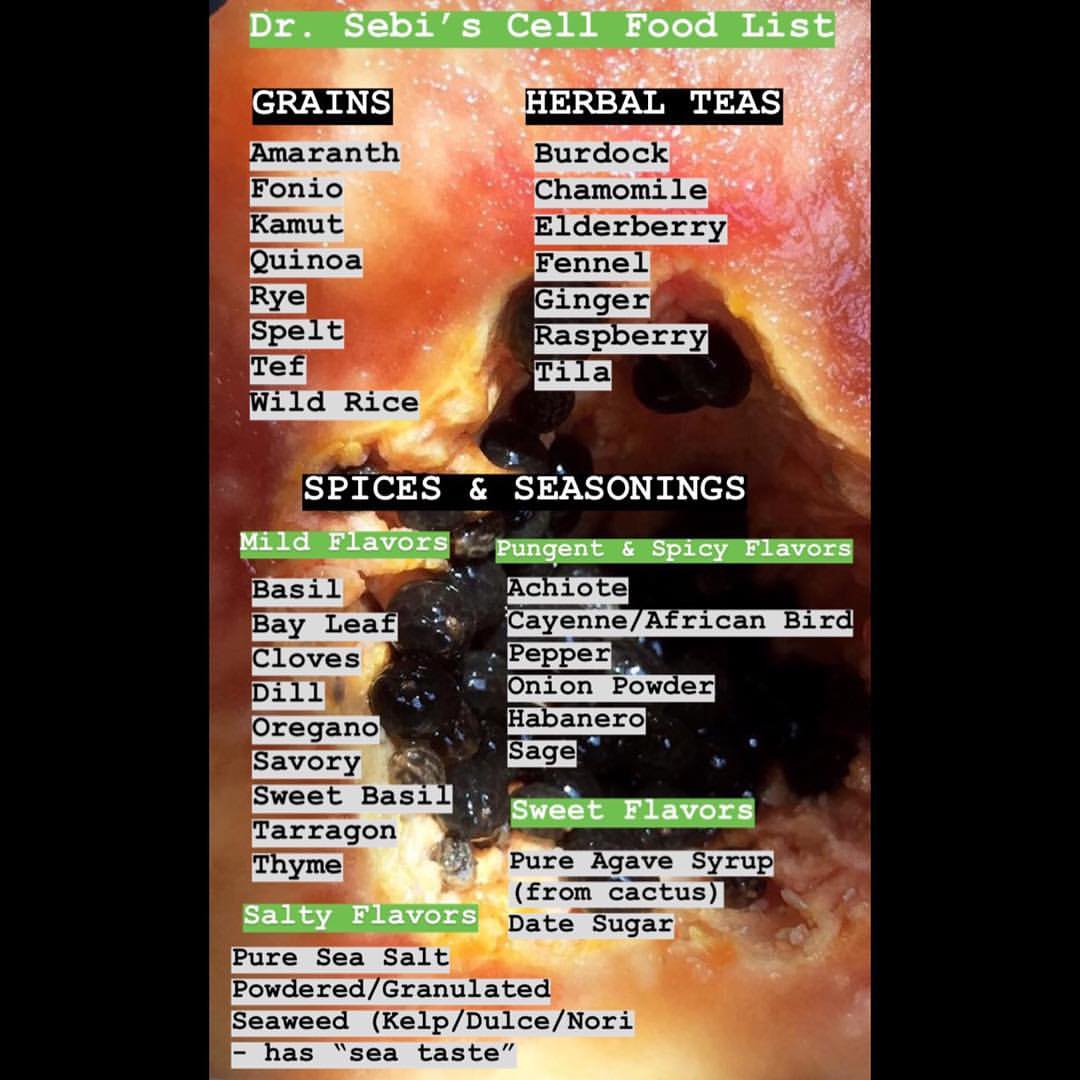 Dr. Sebi’s Cell Food List
GRAINS
Amaranth
Fonio
Kamut
Quinoa
Rye
Spelt
Tef
Wild Rice
HERBAL TEAS
Burdock
Chamomile
Elderberry
Fennel
Ginger
Raspberry
Tila
SPICES & SEASONINGS
Mild Flavors
Basil
Bay Leaf
Cloves
Dill
Oregano
Savory
Sweet Basil
Tarragon
Thyme
Pungent & Spicy Flavors
Achiote
Cayenne/African Bird
Pepper
Onion Powder
Habanero
Sage
Sweet Flavors
Pure Agave Syrup
(from cactus)
Date Sugar
Salty Flavors
Pure Sea Salt
Powdered/Granulated
Seaweed (Kelp/Dulce/Nori
- has “sea taste”